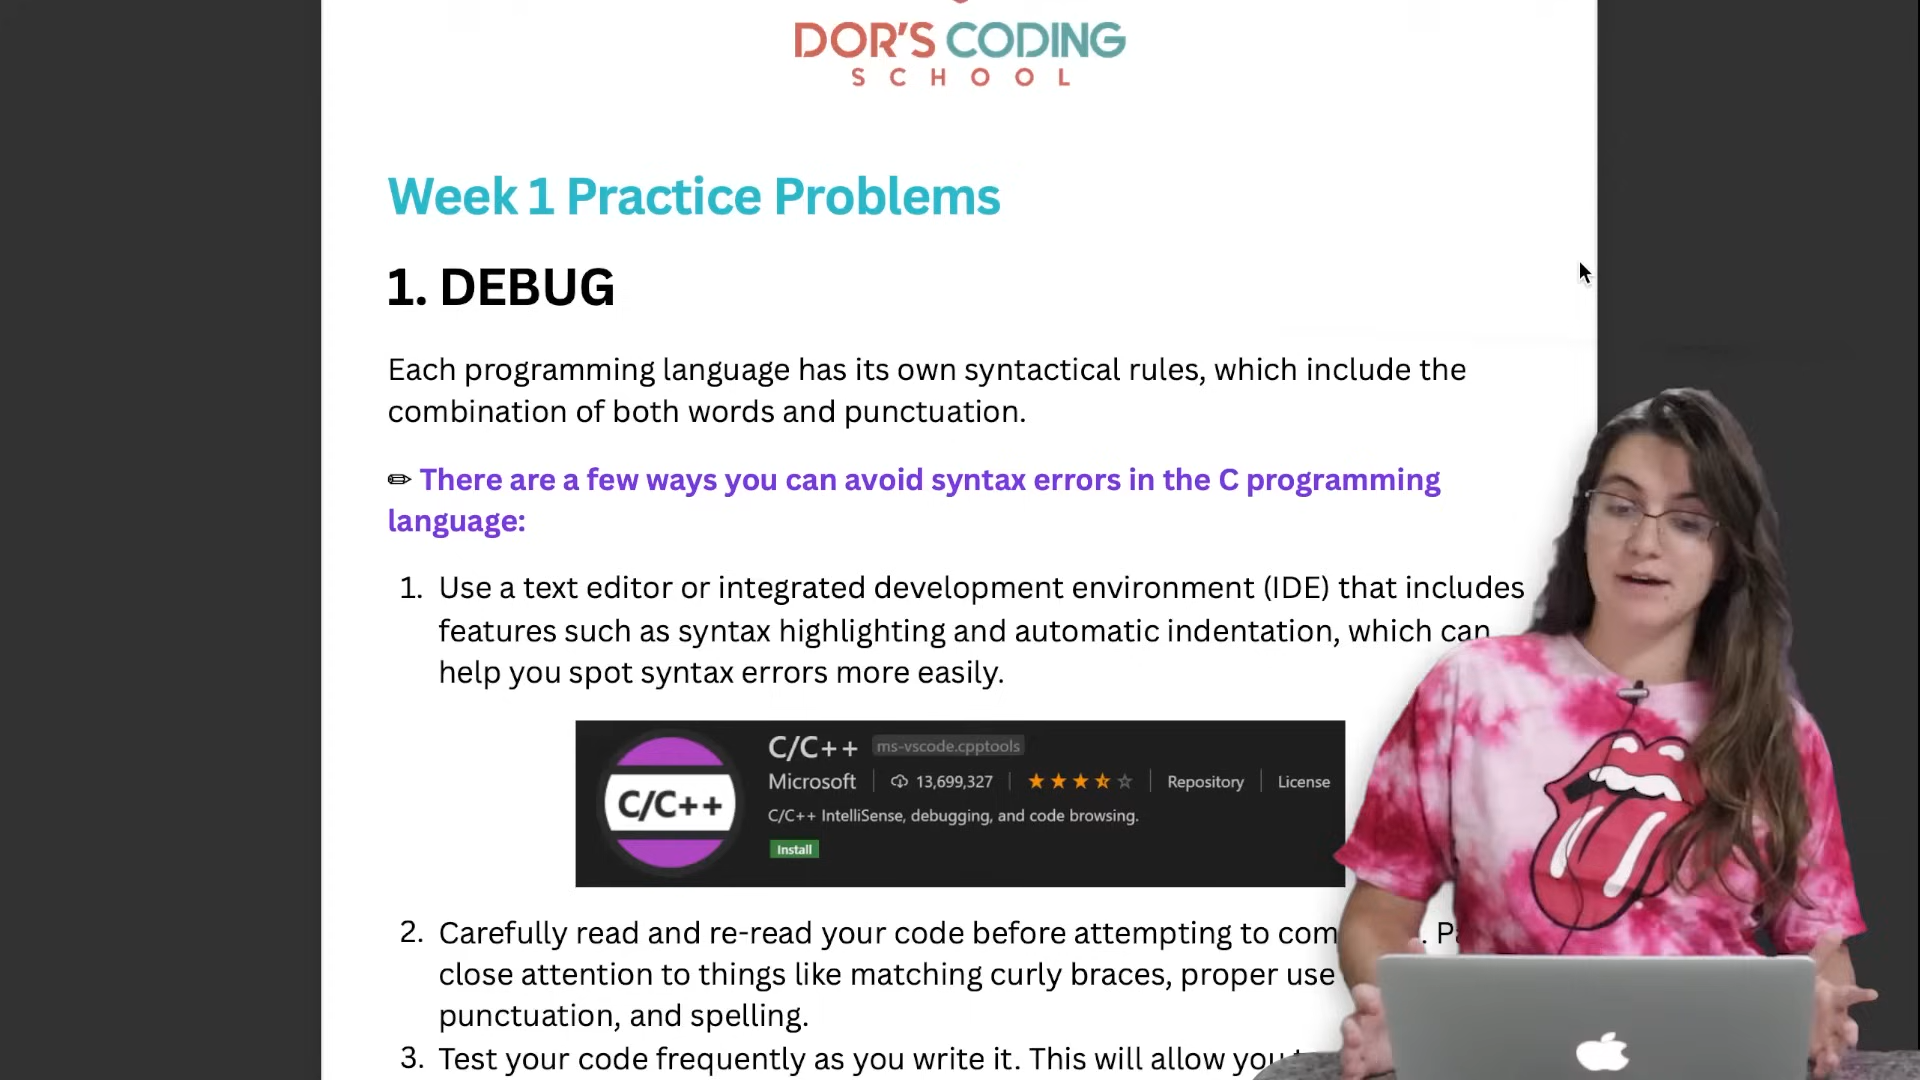 DOR'S CODING
SCHOOL
Week 1 Practice Problems
1. DEBUG
Each programming language has its own syntactical rules, which include the
combination of both words and punctuation.
✏ There are a few ways you can avoid syntax errors in the C programming
language:
1. Use a text editor or integrated development environment (IDE) that includes
features such as syntax highlighting and automatic indentation, which can
help you spot syntax errors more easily.
C/C++ ms-vscode.cpptools
Microsoft 13,699,327 Repository License
C/C++
C/C++ IntelliSense, debugging, and code browsing.
Install
2. Carefully read and re-read your code before attempting to
close attention to things like matching curly braces, proper use
punctuation, and spelling.
3. Test your code frequently as you write it. This will allow you